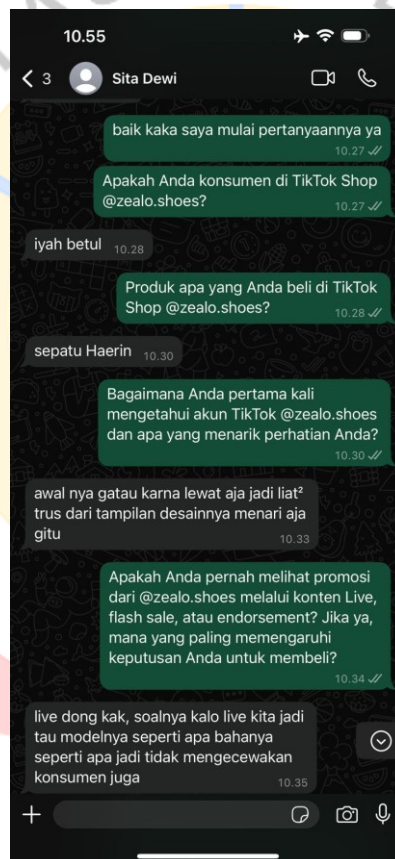 10.55
3
Sita Dewi
baik kaka saya mulai pertanyaannya ya
10.27
Apakah Anda konsumen di TikTok Shop
@zealo.shoes?
10.27
iyah betul 10.28
Produk apa yang Anda beli di TikTok
Shop @zealo.shoes?
10.28
sepatu Haerin 10.30
Bagaimana Anda pertama kali
mengetahui akun TikTok @zealo.shoes
dan apa yang menarik perhatian Anda?
10.30
awal nya gatau karna lewat aja jadi liat²
trus dari tampilan desainnya menari aja
gitu
10.33
Apakah Anda pernah melihat promosi
dari @zealo.shoes melalui konten Live,
flash sale, atau endorsement? Jika ya,
mana yang paling memengaruhi
keputusan Anda untuk membeli?
10.34
live dong kak, soalnya kalo live kita jadi
tau modelnya seperti apa bahanya
seperti apa jadi tidak mengecewakan
konsumen juga
10.35